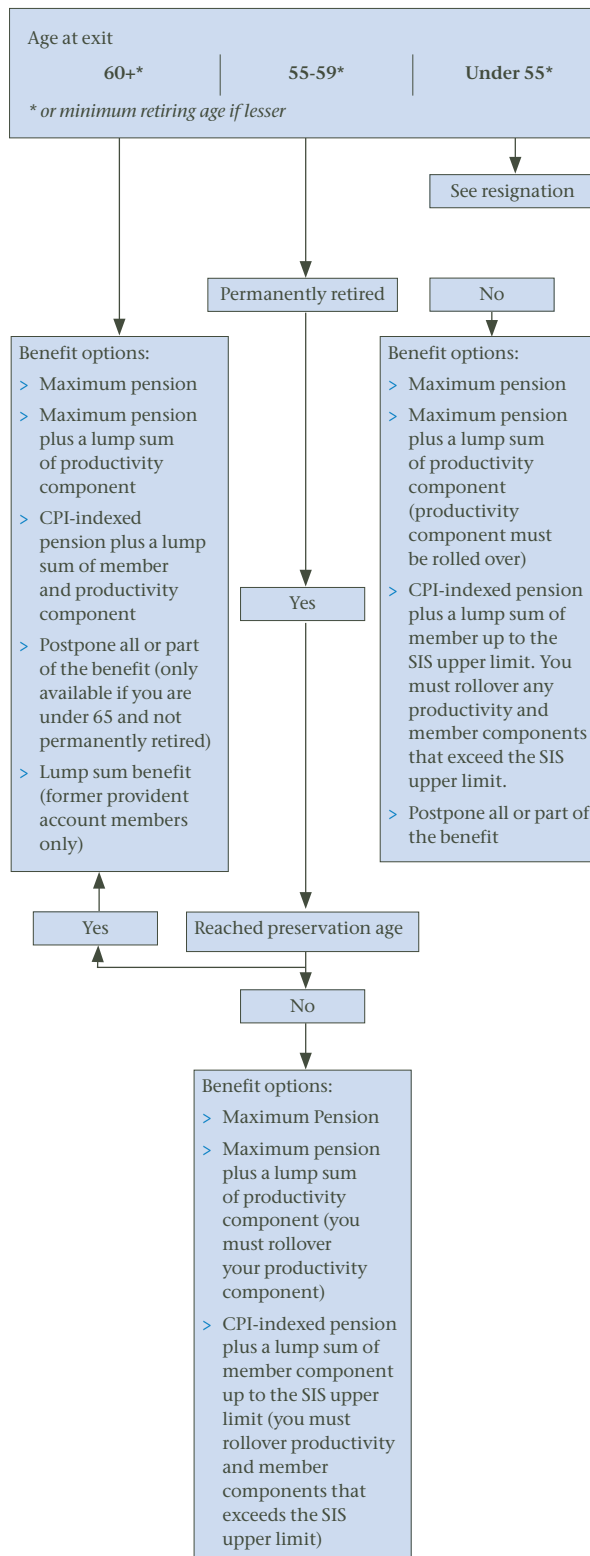 Age at exit
60+*
55-59*
Under 55*
* or minimum retiring age if lesser
See resignation
Permanently retired
No
Benefit options:
> Maximum pension
> Maximum pension
plus a lump sum
of productivity
component
> CPI-indexed
pension plus a lump
sum of member
and productivity
component
> Postpone all or part
of the benefit (only
available if you are
under 65 and not
permanently retired)
> Lump sum benefit
(former provident
account members
only)
Benefit options:
> Maximum pension
> Maximum pension
plus a lump sum
of productivity
component
(productivity
component must
be rolled over)
> CPI-indexed pension
plus a lump sum of
member up to the
SIS upper limit. You
must rollover any
productivity and
member components
that exceed the SIS
upper limit.
> Postpone all or part of
the benefit
Yes
Yes
Reached preservation age
No
Benefit options:
> Maximum Pension
> Maximum pension
plus a lump sum
of productivity
component (you
must rollover
your productivity
component)
> CPI-indexed pension
plus a lump sum of
member component
up to the SIS upper
limit (you must
rollover productivity
and member
components that
exceeds the SIS
upper limit)